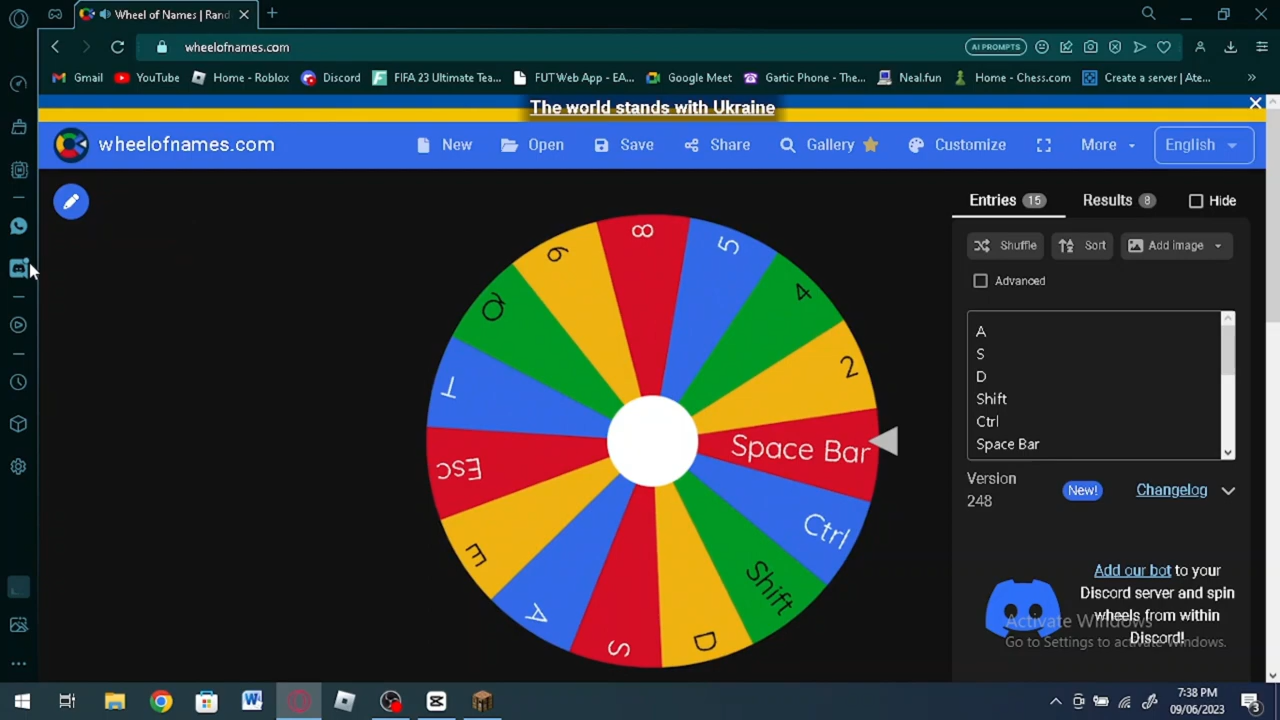 Wheel of Names | Rand
wheelofnames.com
AI PROMPTS
Gmail YouTube Home - Roblox Discord FIFA 23 Ultimate Tea... FUT Web App - EA... Google Meet Gartic Phone - The... Neal.fun Home - Chess.com Create a server | Ate... »
The world stands with Ukraine
wheelofnames.com New Open Save Share Gallery Customize More English
Entries 15 Results 8 Hide
Shuffle Sort Add image
Advanced
A
S
D
Shift
Ctrl
Space Bar
Version 248
New!
Changelog
Add our bot to your
Discord server and spin
wheels from within
Discord!
Activate Windows
Go to Settings to activate Windows.
8
5
4
2
Space Bar
Ctrl
Shift
D
S
A
E
Esc
T
Q
9
7:38 PM
09/06/2023
3